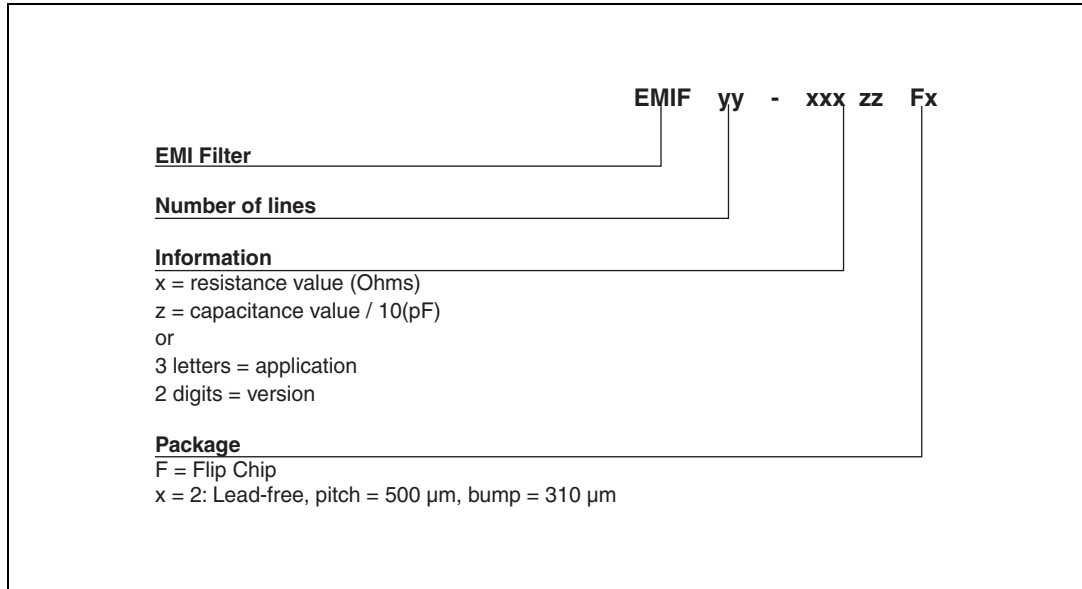 EMIF yy - xxx zz Fx
EMI Filter
Number of lines
Information
x = resistance value (Ohms)
z = capacitance value / 10(pF)
or
3 letters = application
2 digits = version
Package
F = Flip Chip
x = 2: Lead-free, pitch = 500 µm, bump = 310 µm